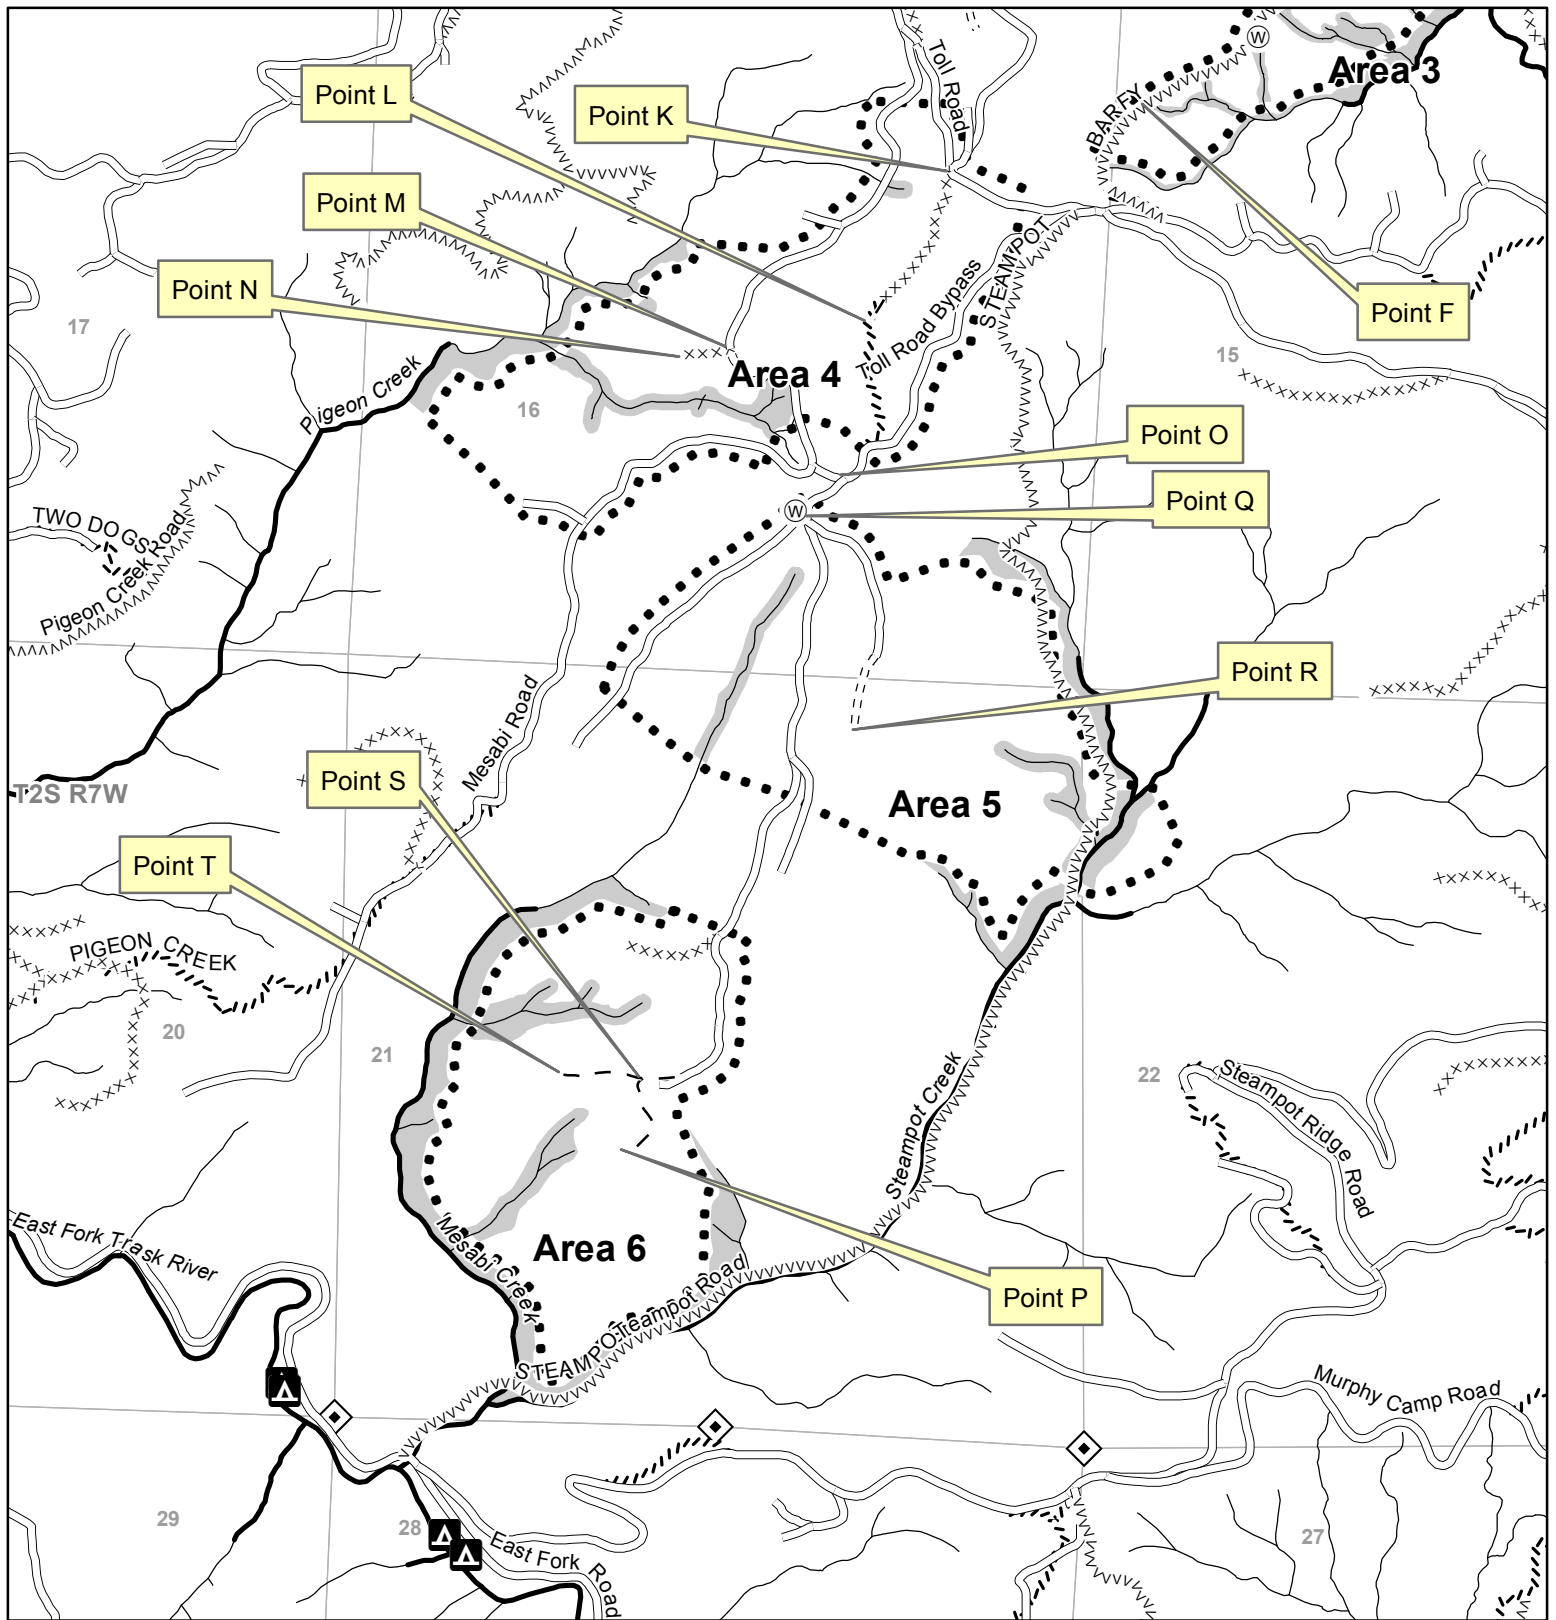 Area 3
W
Toll Road
Point L
Point K
BARFY
Point M
STEAMPOT
Point N
Toll Road Bypass
Point F
17
15
Area 4
Pigeon Creek
16
Point O
Point Q
W
TWO DOGS
Pigeon Creek Road
Point R
Mesabi Road
Point S
T2S R7W
Area 5
Point T
PIGEON CREEK
20
21
22
Steampot Creek
Steampot Ridge Road
East Fork Trask River
Mesabi Creek
Area 6
Steampot Road
Point P
STEAMPOT
Murphy Camp Road
29
28
East Fork Road
27